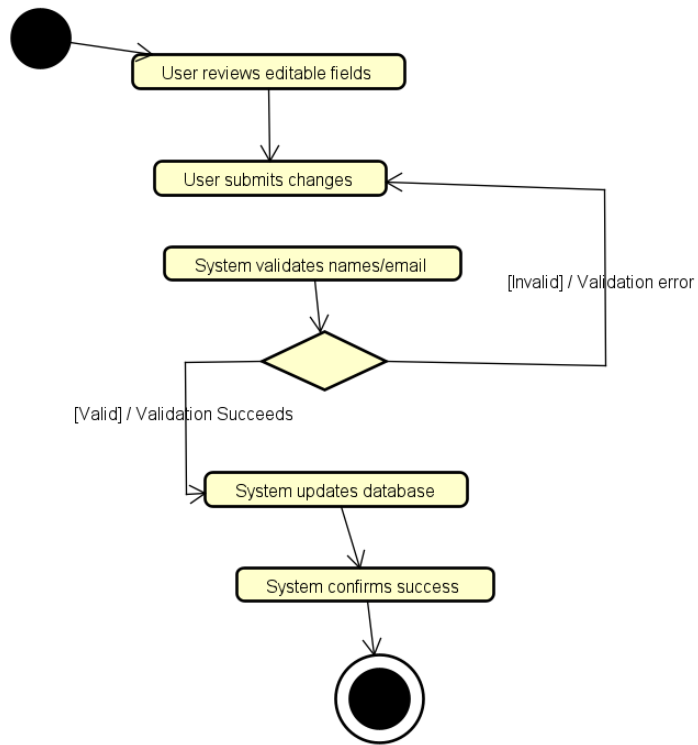 User reviews editable fields
User submits changes
System validates names/email
[Invalid] / Validation error
[Valid] / Validation Succeeds
System updates database
System confirms success